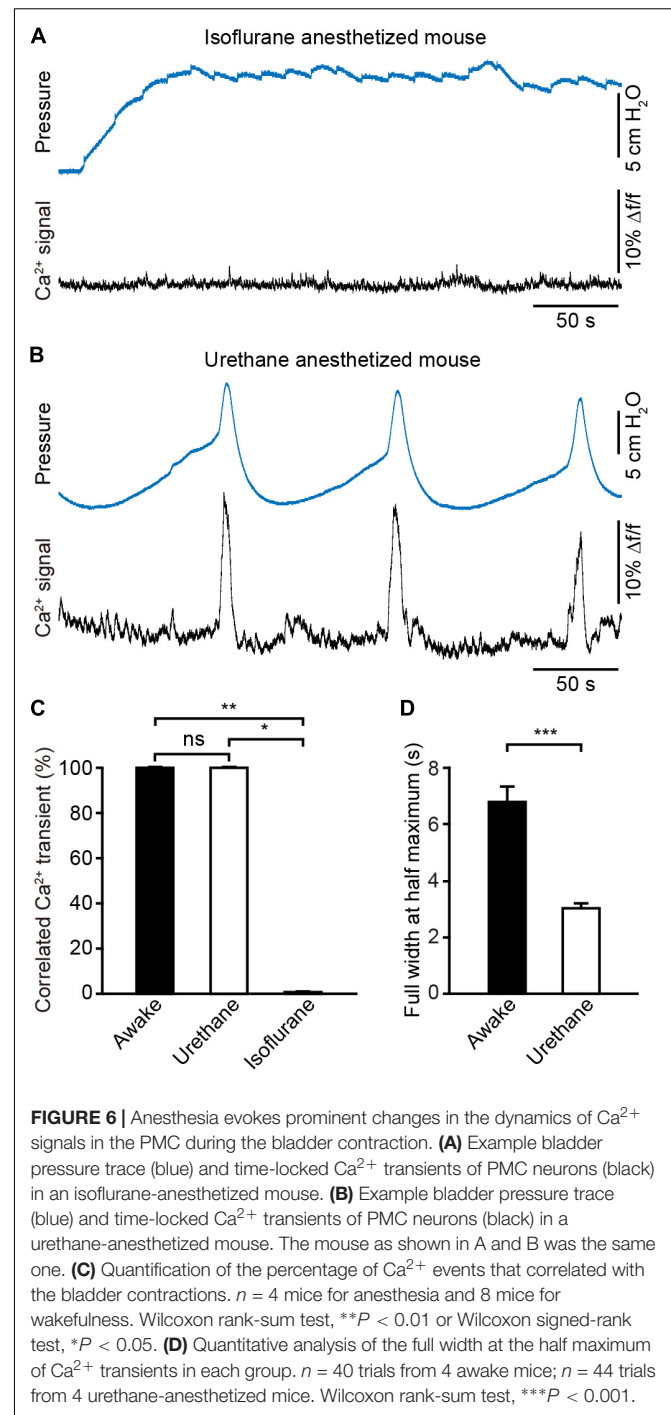 A
Isoflurane anesthetized mouse
Pressure
5 cm H₂O
Ca²⁺ signal
10% Δf/f
50 s
B
Urethane anesthetized mouse
Pressure
5 cm H₂O
Ca²⁺ signal
10% Δf/f
50 s
C
**
ns
*
Correlated Ca²⁺ transient (%)
100
80
60
40
20
0
Awake
Urethane
Isoflurane
D
***
Full width at half maximum (s)
8
6
4
2
0
Awake
Urethane
FIGURE 6 | Anesthesia evokes prominent changes in the dynamics of Ca²⁺
signals in the PMC during the bladder contraction. (A) Example bladder
pressure trace (blue) and time-locked Ca²⁺ transients of PMC neurons (black)
in an isoflurane-anesthetized mouse. (B) Example bladder pressure trace
(blue) and time-locked Ca²⁺ transients of PMC neurons (black) in a
urethane-anesthetized mouse. The mouse as shown in A and B was the same
one. (C) Quantification of the percentage of Ca²⁺ events that correlated with
the bladder contractions. n = 4 mice for anesthesia and 8 mice for
wakefulness. Wilcoxon rank-sum test, **P < 0.01 or Wilcoxon signed-rank
test, *P < 0.05. (D) Quantitative analysis of the full width at the half maximum
of Ca²⁺ transients in each group. n = 40 trials from 4 awake mice; n = 44 trials
from 4 urethane-anesthetized mice. Wilcoxon rank-sum test, ***P < 0.001.